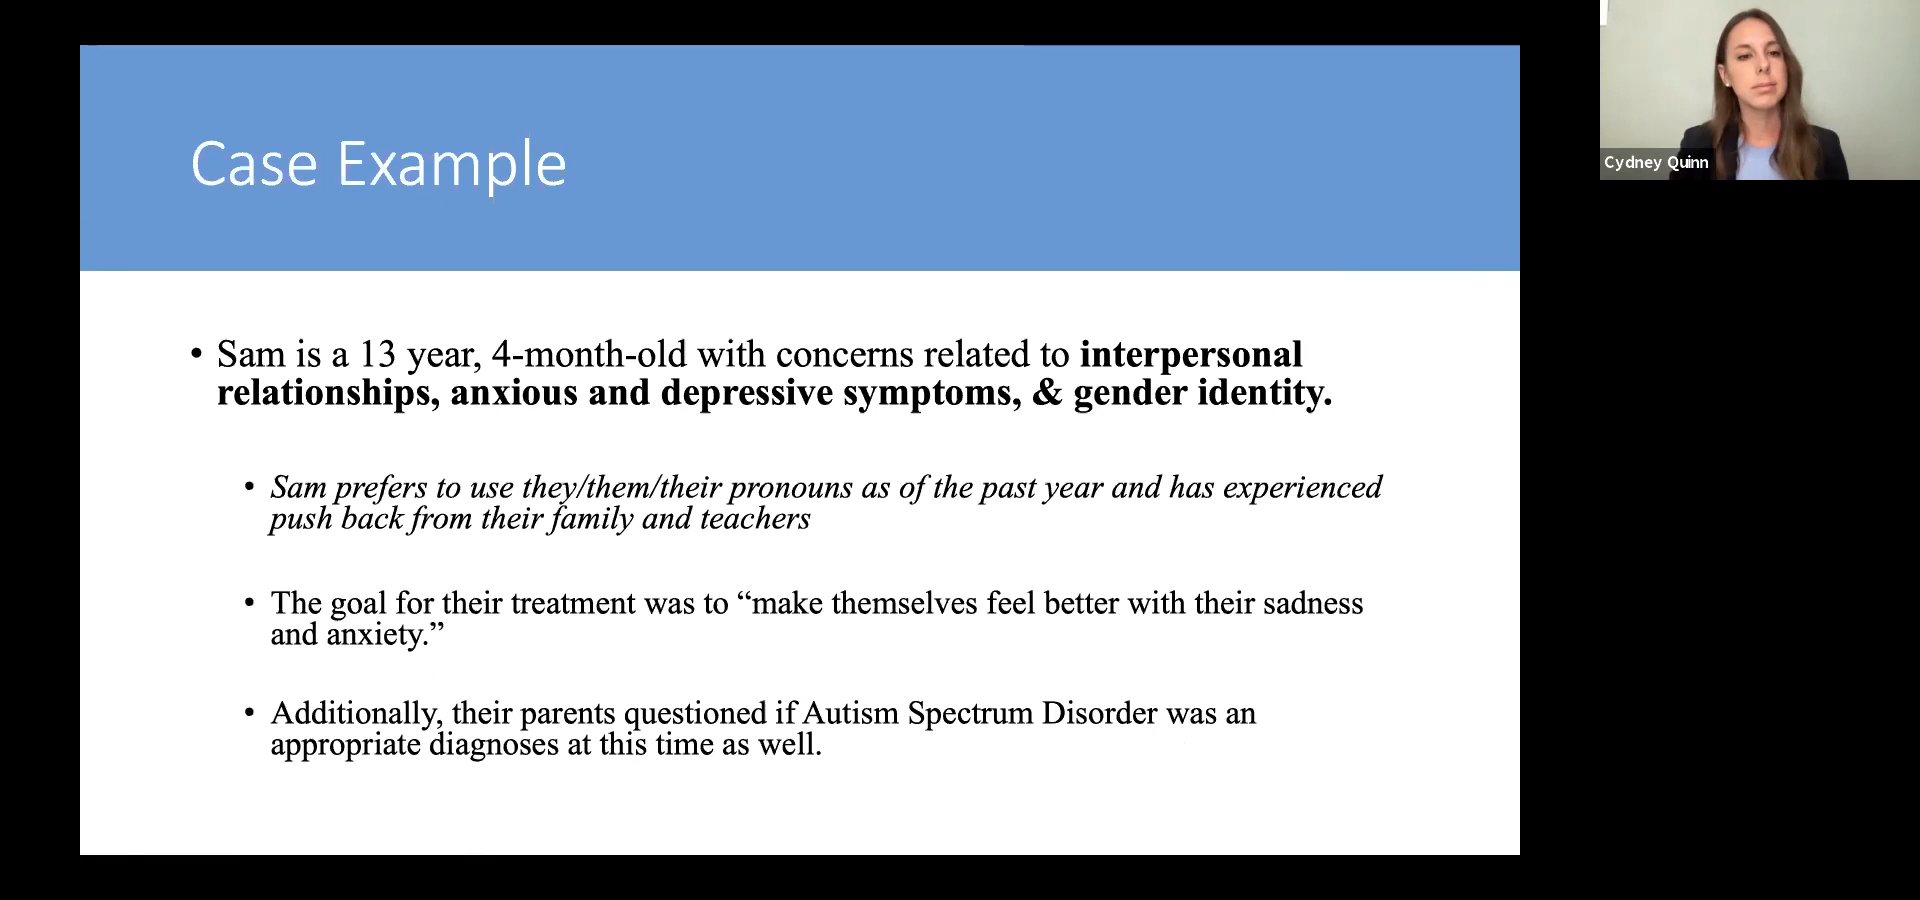 Case Example
• Sam is a 13 year, 4-month-old with concerns related to interpersonal
relationships, anxious and depressive symptoms, & gender identity.
• Sam prefers to use they/them/their pronouns as of the past year and has experienced
push back from their family and teachers
• The goal for their treatment was to “make themselves feel better with their sadness
and anxiety.”
• Additionally, their parents questioned if Autism Spectrum Disorder was an
appropriate diagnoses at this time as well.
Cydney Quinn